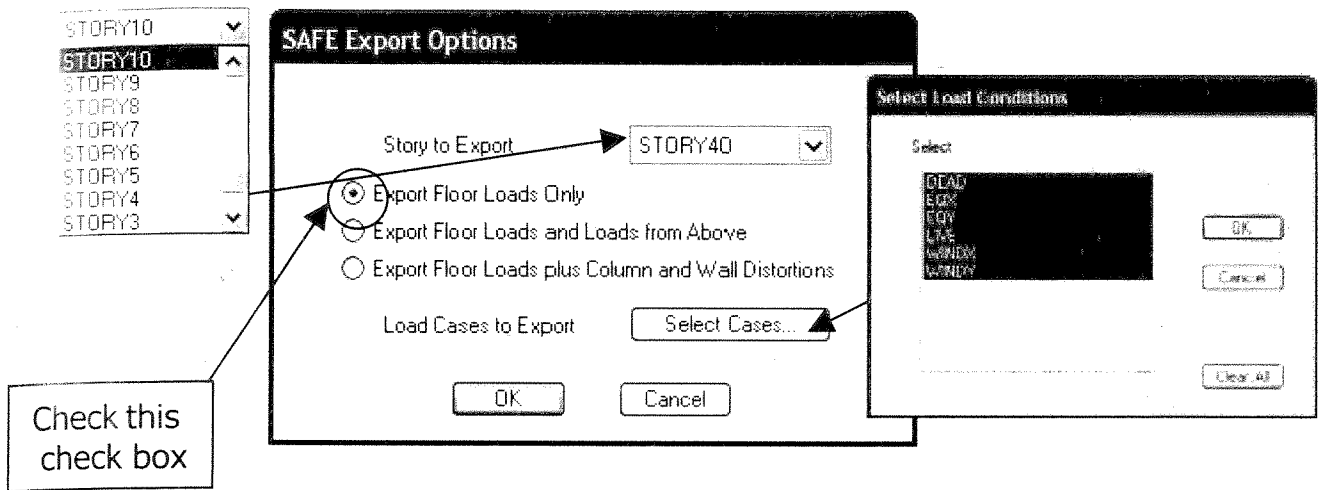 STORY10
STORY10
STORY9
STORY8
STORY7
STORY6
STORY5
STORY4
STORY3
SAFE Export Options
Story to Export STORY40
Export Floor Loads Only
Export Floor Loads and Loads from Above
Export Floor Loads plus Column and Wall Distortions
Load Cases to Export Select Cases...
OK Cancel
Select Load Conditions
Select
DEAD
EQX
EQY
LIVE
WINDX
WINDY
OK
Cancel
Clear All
Check this
check box